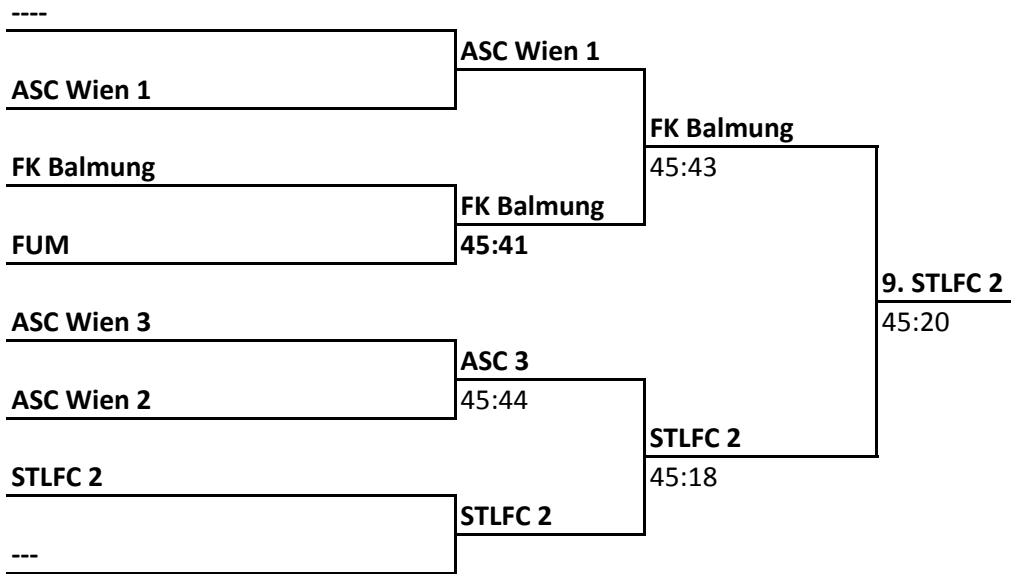 ----
ASC Wien 1
ASC Wien 1
FK Balmung
FK Balmung
45:43
FK Balmung
FUM
45:41
9. STLFC 2
ASC Wien 3
45:20
ASC 3
ASC Wien 2
45:44
STLFC 2
STLFC 2
45:18
STLFC 2
---